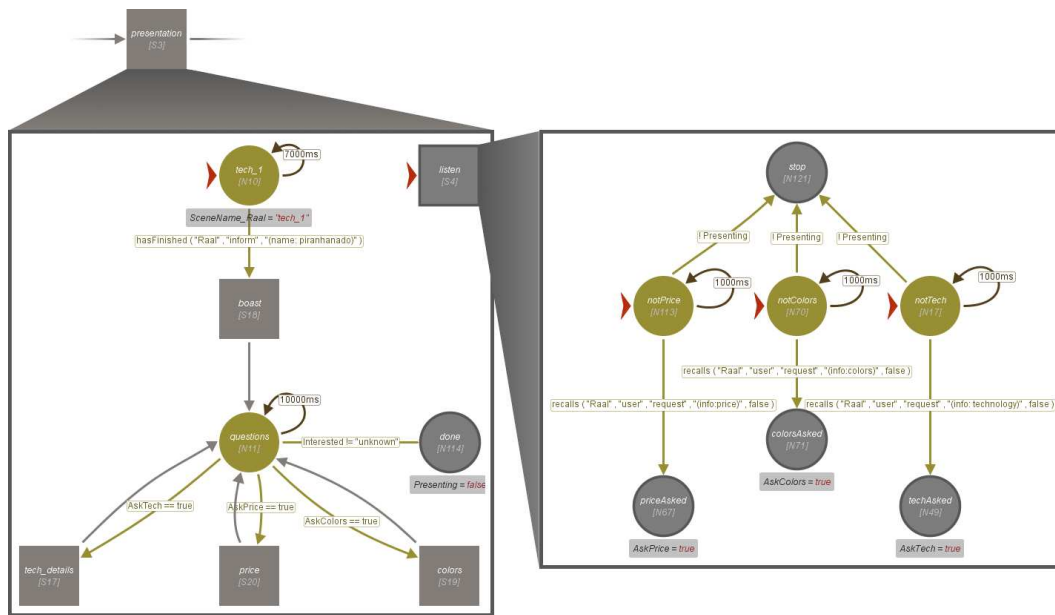 presentation
[S3]
tech_1
[N10]
7000ms
SceneName_Raal = "tech_1"
hasFinished ( "Raal" , "inform" , "(name: piranhanado)" )
boast
[S18]
10000ms
questions
[N11]
Interested != "unknown"
done
[N114]
Presenting = false
AskTech == true
AskPrice == true
AskColors == true
tech_details
[S17]
price
[S20]
colors
[S19]
listen
[S4]
stop
[N121]
! Presenting
! Presenting
! Presenting
notPrice
[N113]
1000ms
notColors
[N70]
1000ms
notTech
[N17]
1000ms
recalls ( "Raal" , "user" , "request" , "(info:colors)" , false )
recalls ( "Raal" , "user" , "request" , "(info:price)" , false )
recalls ( "Raal" , "user" , "request" , "(info: technology)" , false )
colorsAsked
[N71]
AskColors = true
priceAsked
[N67]
AskPrice = true
techAsked
[N49]
AskTech = true